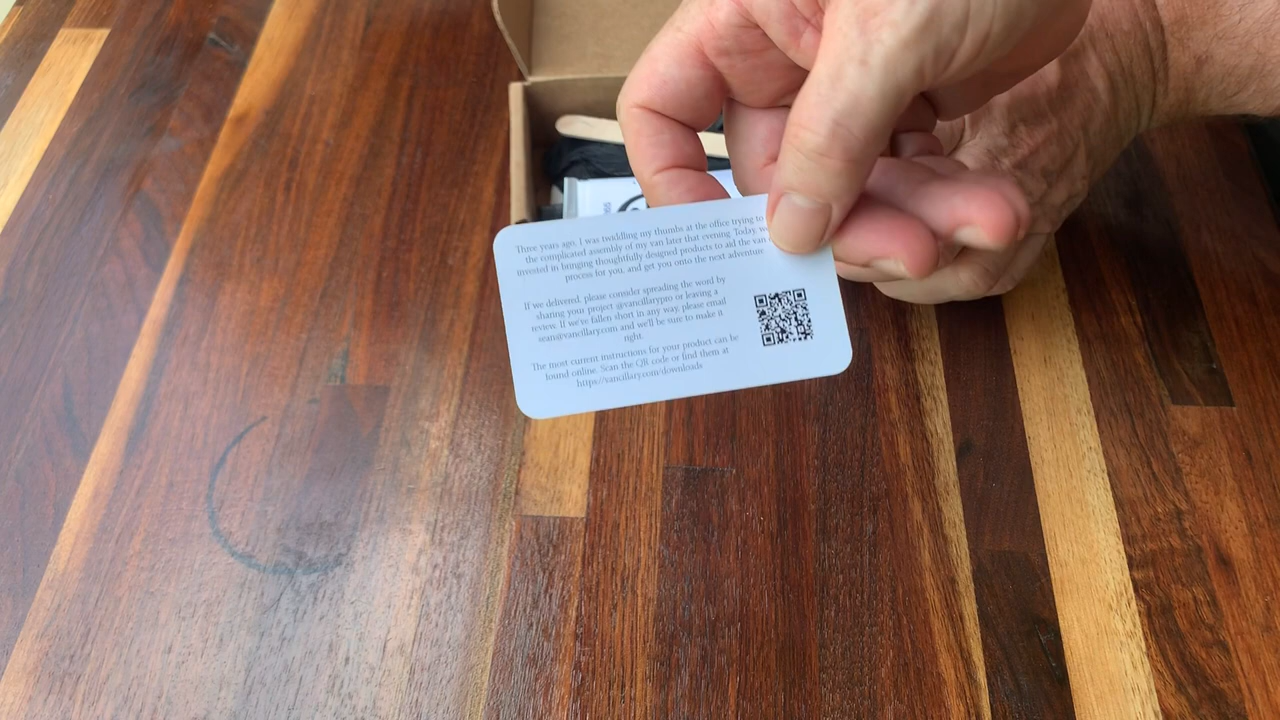 Three years ago, I was twiddling my thumbs at the office trying to
the complicated assembly of my van later that evening. Today, we
invested in bringing thoughtfully designed products to aid the van
process for you, and get you onto the next adventure.
If we delivered, please consider spreading the word by
sharing your project @vancillarypro or leaving a
review. If we've fallen short in any way, please email
sean@vancillary.com and we'll be sure to make it
right.
The most current instructions for your product can be
found online. Scan the QR code or find them at
https://vancillary.com/downloads